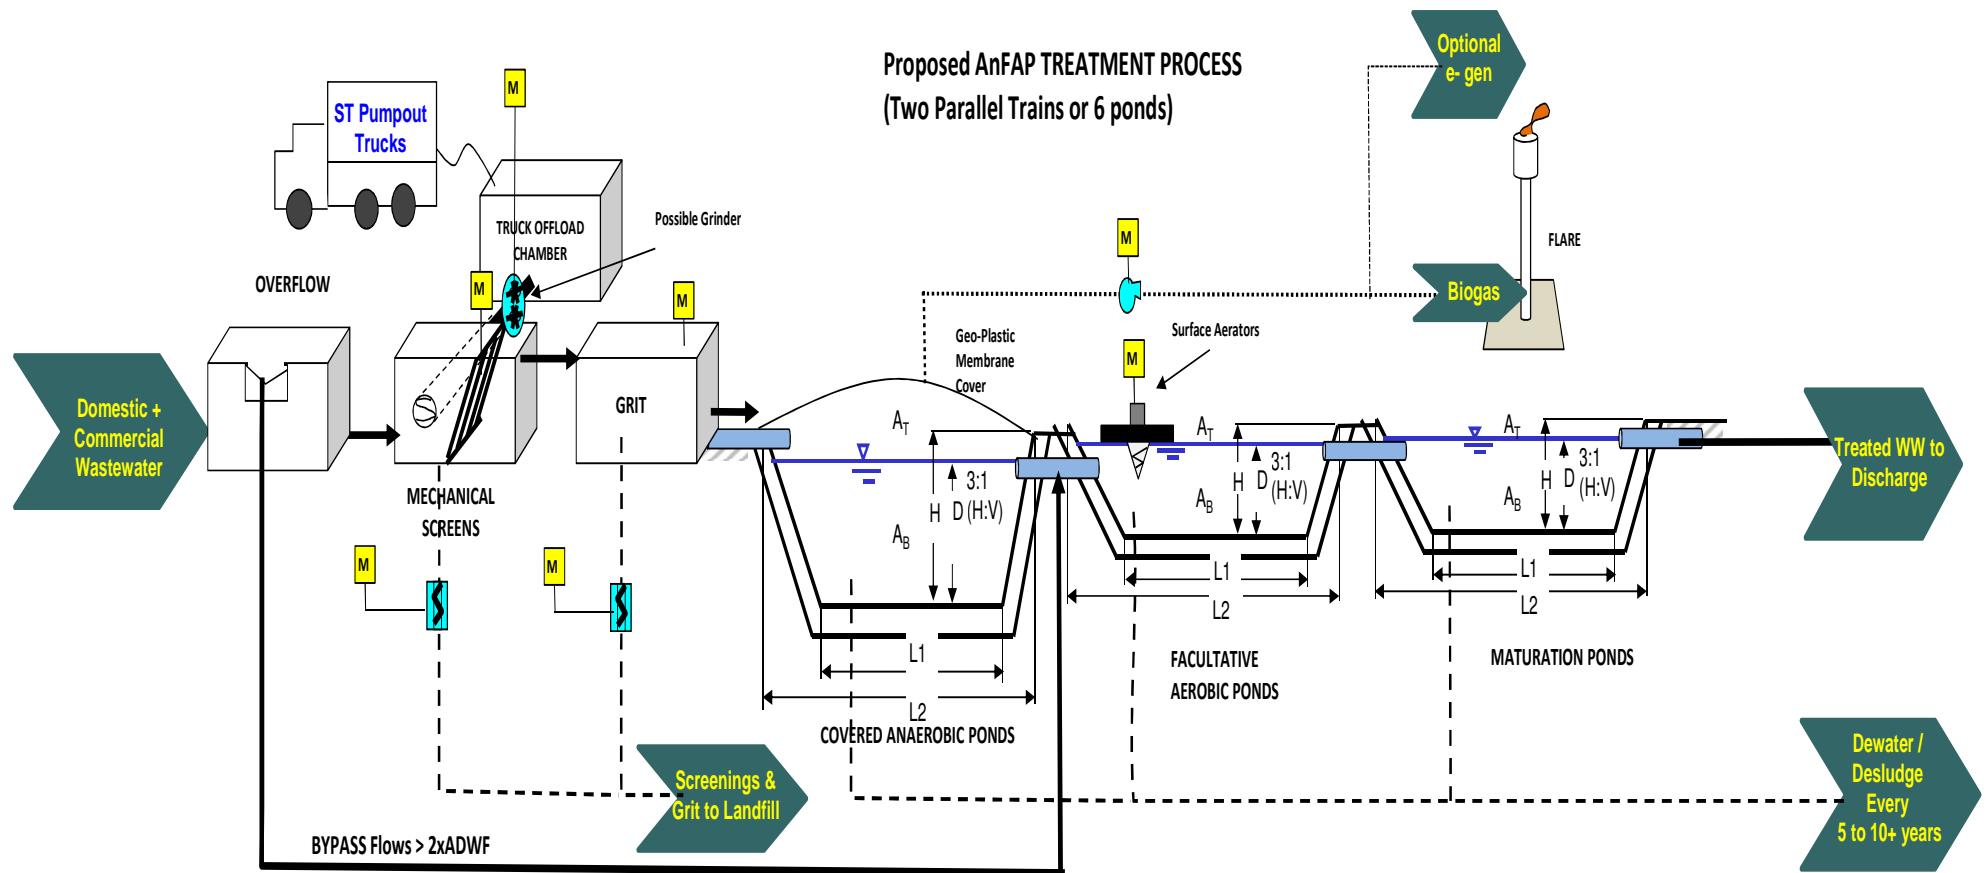 Proposed AnFAP TREATMENT PROCESS
(Two Parallel Trains or 6 ponds)
Optional
e- gen
M
ST Pumpout
Trucks
TRUCK OFFLOAD
CHAMBER
Possible Grinder
M
FLARE
OVERFLOW
M
M
Biogas
Geo-Plastic
Membrane
Cover
Surface Aerators
M
Domestic +
Commercial
Wastewater
GRIT
MECHANICAL
SCREENS
AT
H
D
3:1
(H:V)
AB
L1
L2
COVERED ANAEROBIC PONDS
AT
H
D
3:1
(H:V)
AB
L1
L2
FACULTATIVE
AEROBIC PONDS
AT
H
D
3:1
(H:V)
AB
L1
L2
MATURATION PONDS
Treated WW to
Discharge
M
M
Screenings &
Grit to Landfill
Dewater /
Desludge
Every
5 to 10+ years
BYPASS Flows > 2xADWF